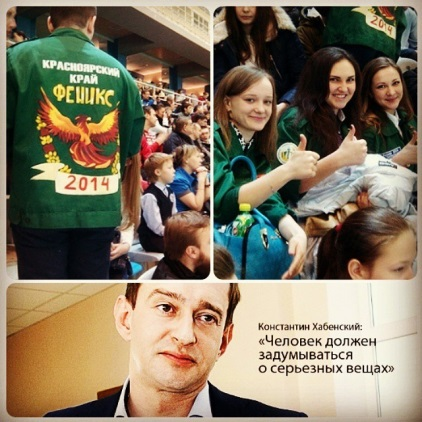 КРАСНОЯРСКИЙ
КРАЙ
ФЕНИКС
2014
2014
Константин Хабенский:
«Человек должен
задумываться
о серьезных вещах»